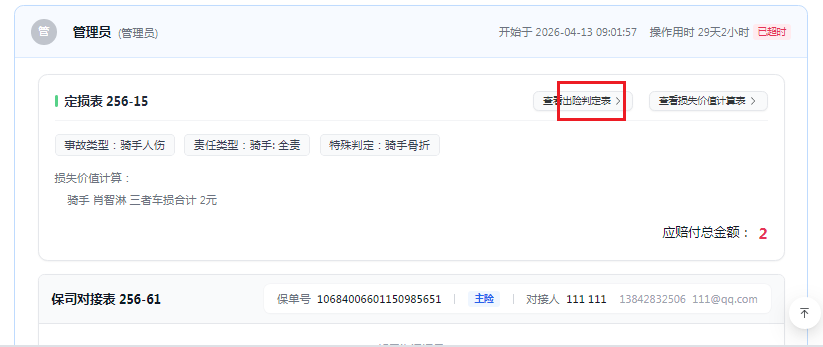 管 管理员 (管理员) 开始于 2026-04-13 09:01:57 操作用时 29天2小时 已超时
定损表 256-15 查看出险判定表 > 查看损失价值计算表 >
事故类型：骑手人伤 责任类型：骑手: 全责 特殊判定：骑手骨折
损失价值计算：
骑手 肖智淋 三者车损合计 2元
应赔付总金额： 2
保司对接表 256-61 保单号 10684006601150985651 主险 对接人 111 111 13842832506 111@qq.com